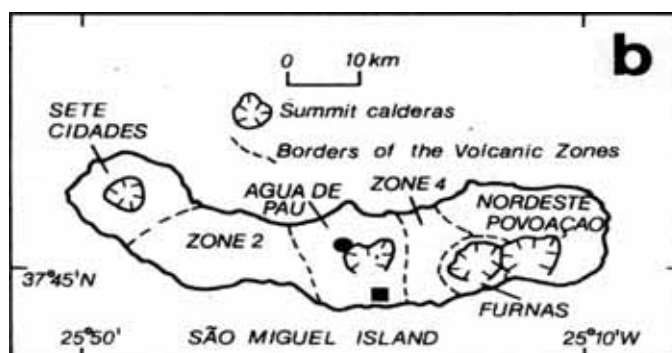 b
0 10 km
SETE
CIDADES
Summit calderas
Borders of the Volcanic Zones
AGUA DE
PAU
ZONE 4
NORDESTE
POVOAÇAO
ZONE 2
37°45'N
FURNAS
25°50'
SÃO MIGUEL ISLAND
25°10'W